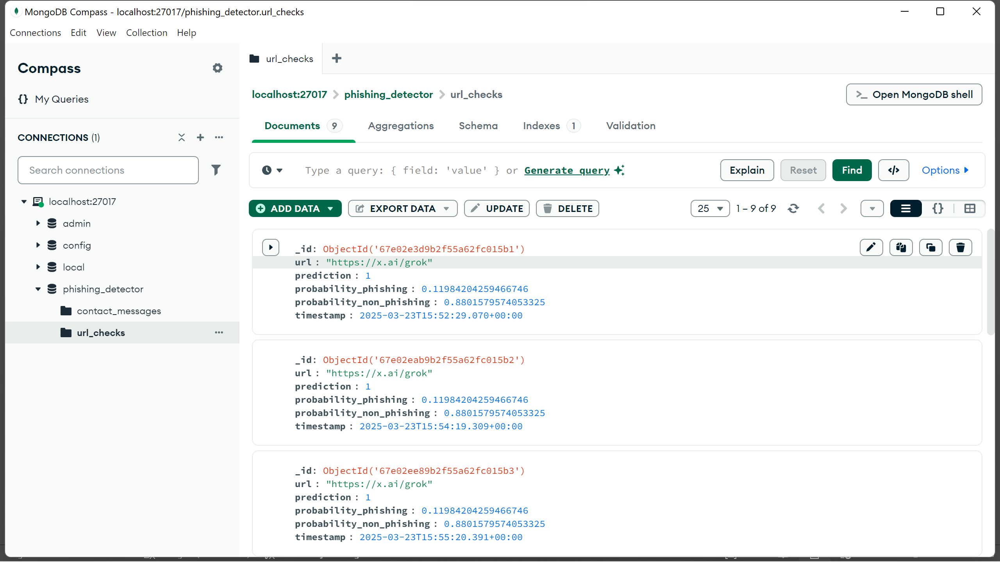 MongoDB Compass - localhost:27017/phishing_detector.url_checks
Connections Edit View Collection Help
Compass
My Queries
CONNECTIONS (1)
Search connections
localhost:27017
admin
config
local
phishing_detector
contact_messages
url_checks
url_checks
localhost:27017 > phishing_detector > url_checks
>_ Open MongoDB shell
Documents 9 Aggregations Schema Indexes 1 Validation
Type a query: { field: 'value' } or Generate query
Explain Reset Find </> Options
ADD DATA EXPORT DATA UPDATE DELETE
25 1 – 9 of 9 {}
_id: ObjectId('67e02e3d9b2f55a62fc015b1')
url : "https://x.ai/grok"
prediction : 1
probability_phishing : 0.11984204259466746
probability_non_phishing : 0.8801579574053325
timestamp : 2025-03-23T15:52:29.070+00:00
_id: ObjectId('67e02eab9b2f55a62fc015b2')
url : "https://x.ai/grok"
prediction : 1
probability_phishing : 0.11984204259466746
probability_non_phishing : 0.8801579574053325
timestamp : 2025-03-23T15:54:19.309+00:00
_id: ObjectId('67e02ee89b2f55a62fc015b3')
url : "https://x.ai/grok"
prediction : 1
probability_phishing : 0.11984204259466746
probability_non_phishing : 0.8801579574053325
timestamp : 2025-03-23T15:55:20.391+00:00